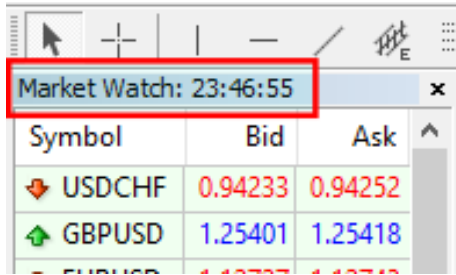 E
Market Watch: 23:46:55
Symbol Bid Ask
USDCHF 0.94233 0.94252
GBPUSD 1.25401 1.25418